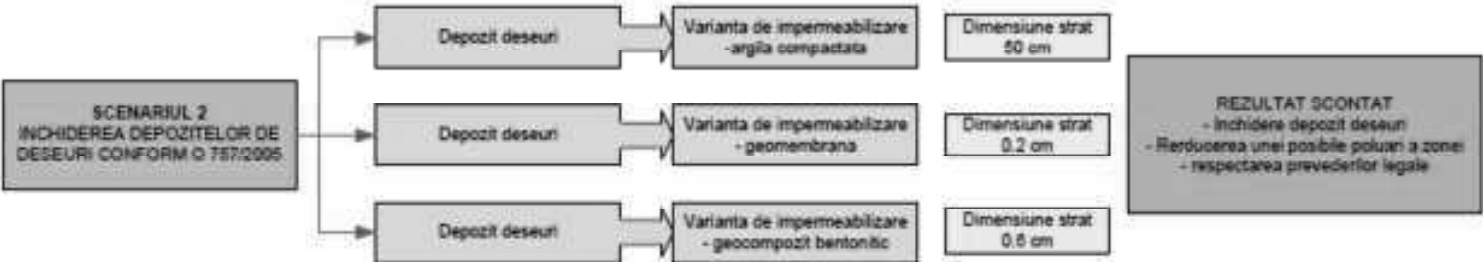 SCENARIUL 2
INCHIDEREA DEPOZITELOR DE
DESEURI CONFORM O 757/2005
Depozit deseuri
Varianta de impermeabilizare
-argila compactata
Dimensiune strat
50 cm
Depozit deseuri
Varianta de impermeabilizare
- geomembrana
Dimensiune strat
0.2 cm
Depozit deseuri
Varianta de impermeabilizare
- geocompozit bentonitic
Dimensiune strat
0.6 cm
REZULTAT SCONTAT
- Inchidere depozit deseuri
- Rerducerea unei posibile poluari a zonei
- respectarea prevederilor legale